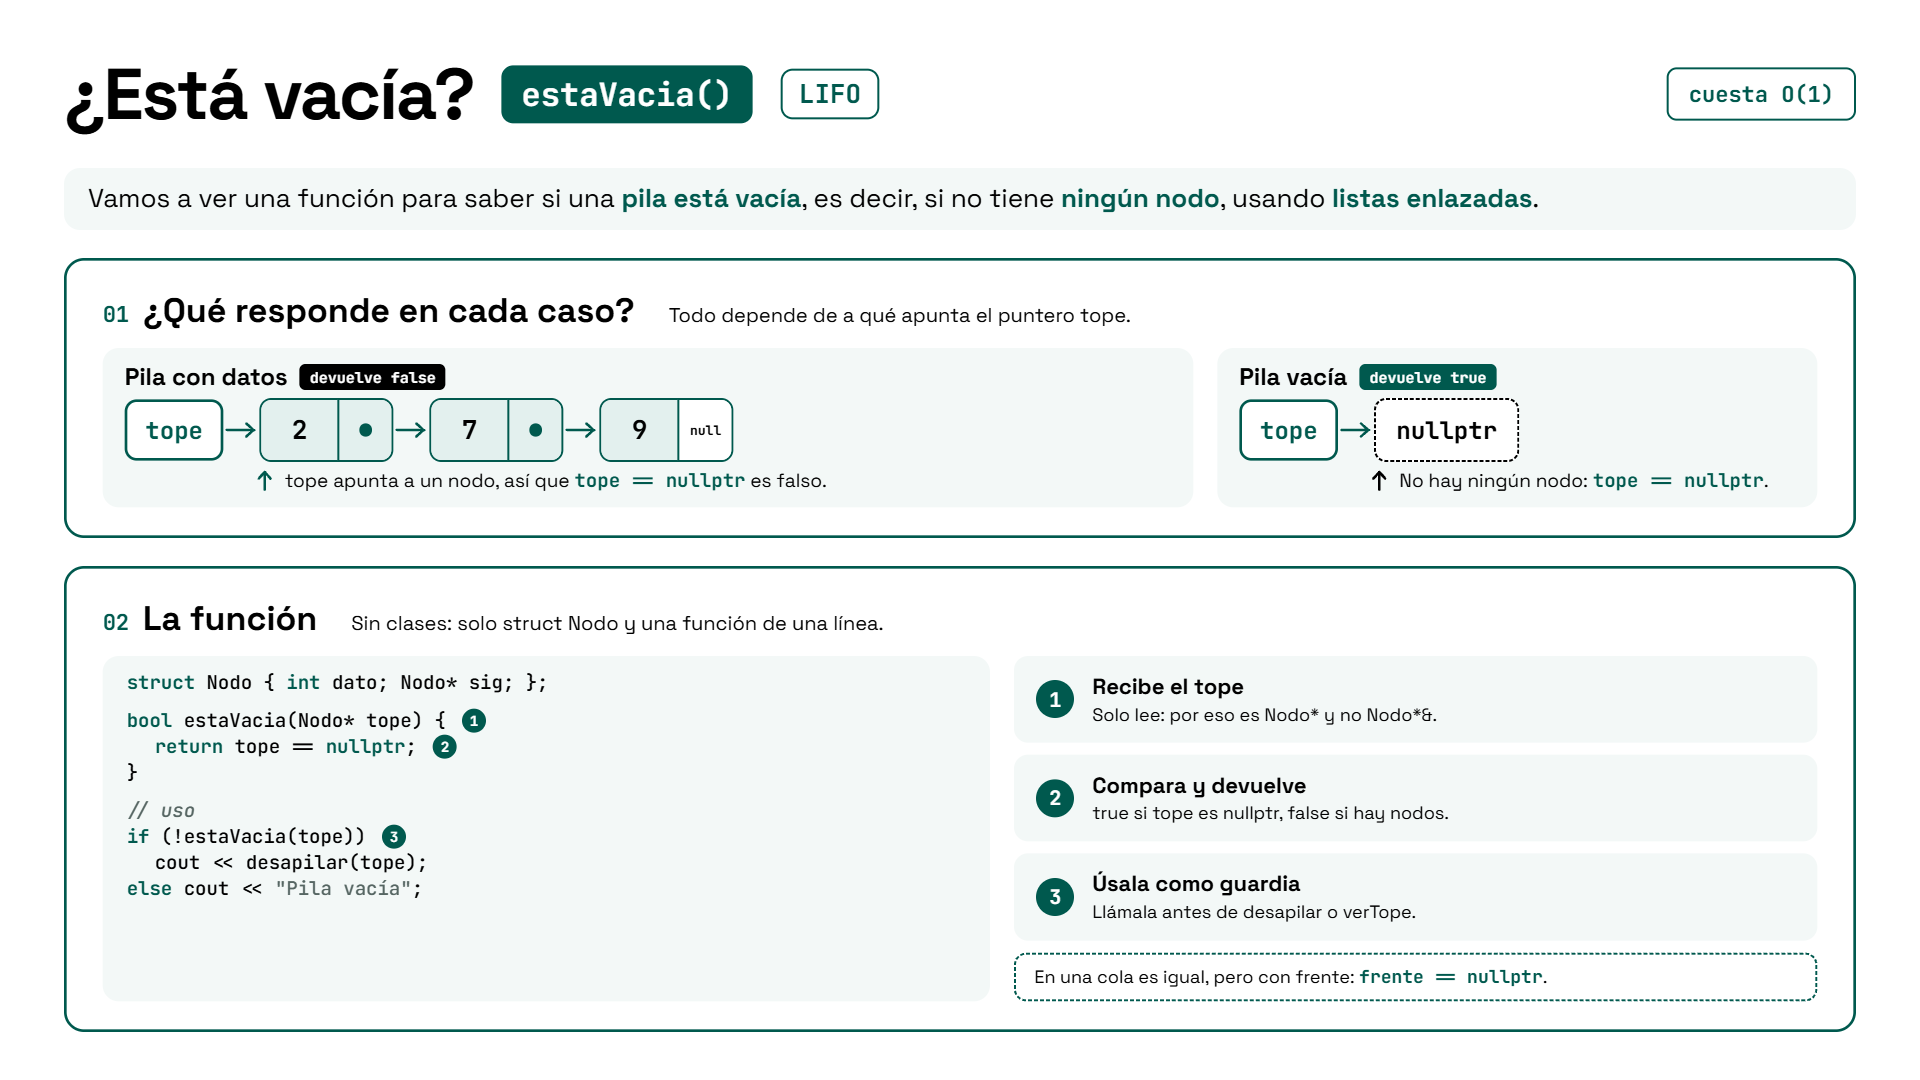 ¿Está vacía? estaVacia() LIFO cuesta O(1)
Vamos a ver una función para saber si una pila está vacía, es decir, si no tiene ningún nodo, usando listas enlazadas.
01 ¿Qué responde en cada caso? Todo depende de a qué apunta el puntero tope.
Pila con datos devuelve false
tope 2 7 9 null
tope apunta a un nodo, así que tope == nullptr es falso.
Pila vacía devuelve true
tope nullptr
No hay ningún nodo: tope == nullptr.
02 La función Sin clases: solo struct Nodo y una función de una línea.
struct Nodo { int dato; Nodo* sig; };
bool estaVacia(Nodo* tope) { 1
return tope == nullptr; 2
}
// uso
if (!estaVacia(tope)) 3
cout << desapilar(tope);
else cout << "Pila vacía";
1 Recibe el tope
Solo lee: por eso es Nodo* y no Nodo*&.
2 Compara y devuelve
true si tope es nullptr, false si hay nodos.
3 Úsala como guardia
Llámala antes de desapilar o verTope.
En una cola es igual, pero con frente: frente == nullptr.